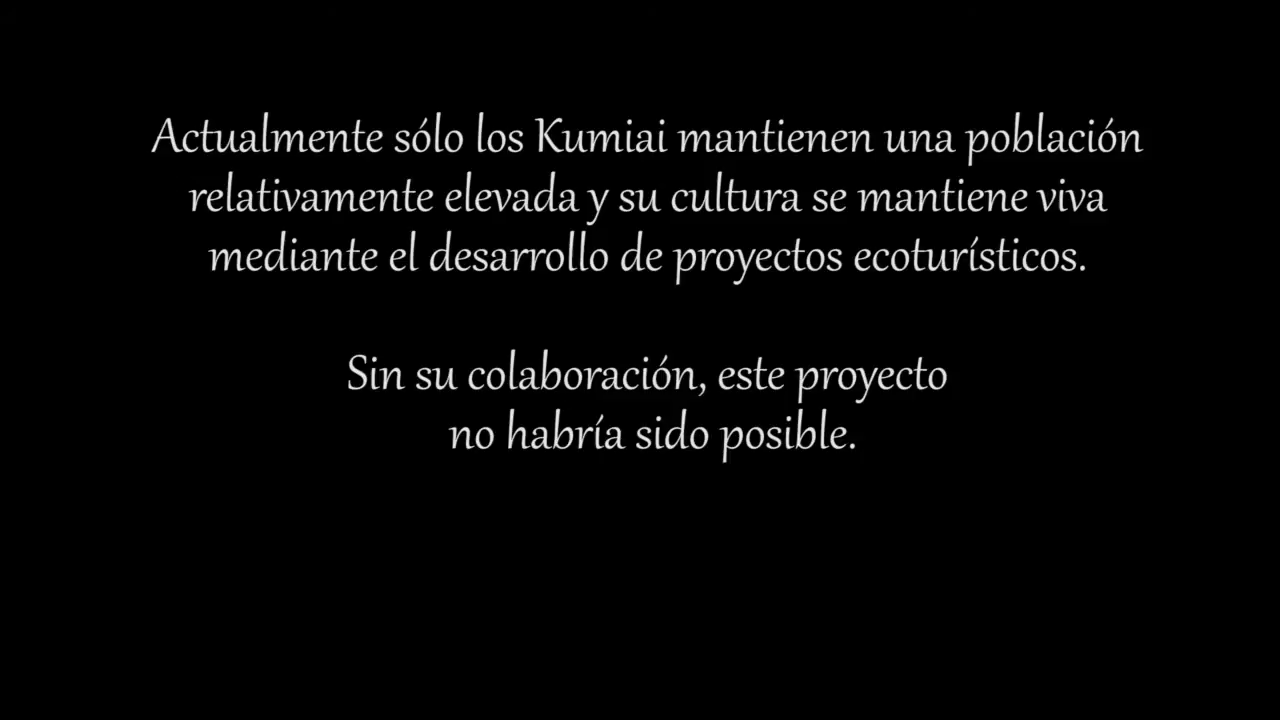 Actualmente sólo los Kumiai mantienen una población
relativamente elevada y su cultura se mantiene viva
mediante el desarrollo de proyectos ecoturísticos.
Sin su colaboración, este proyecto
no habría sido posible.